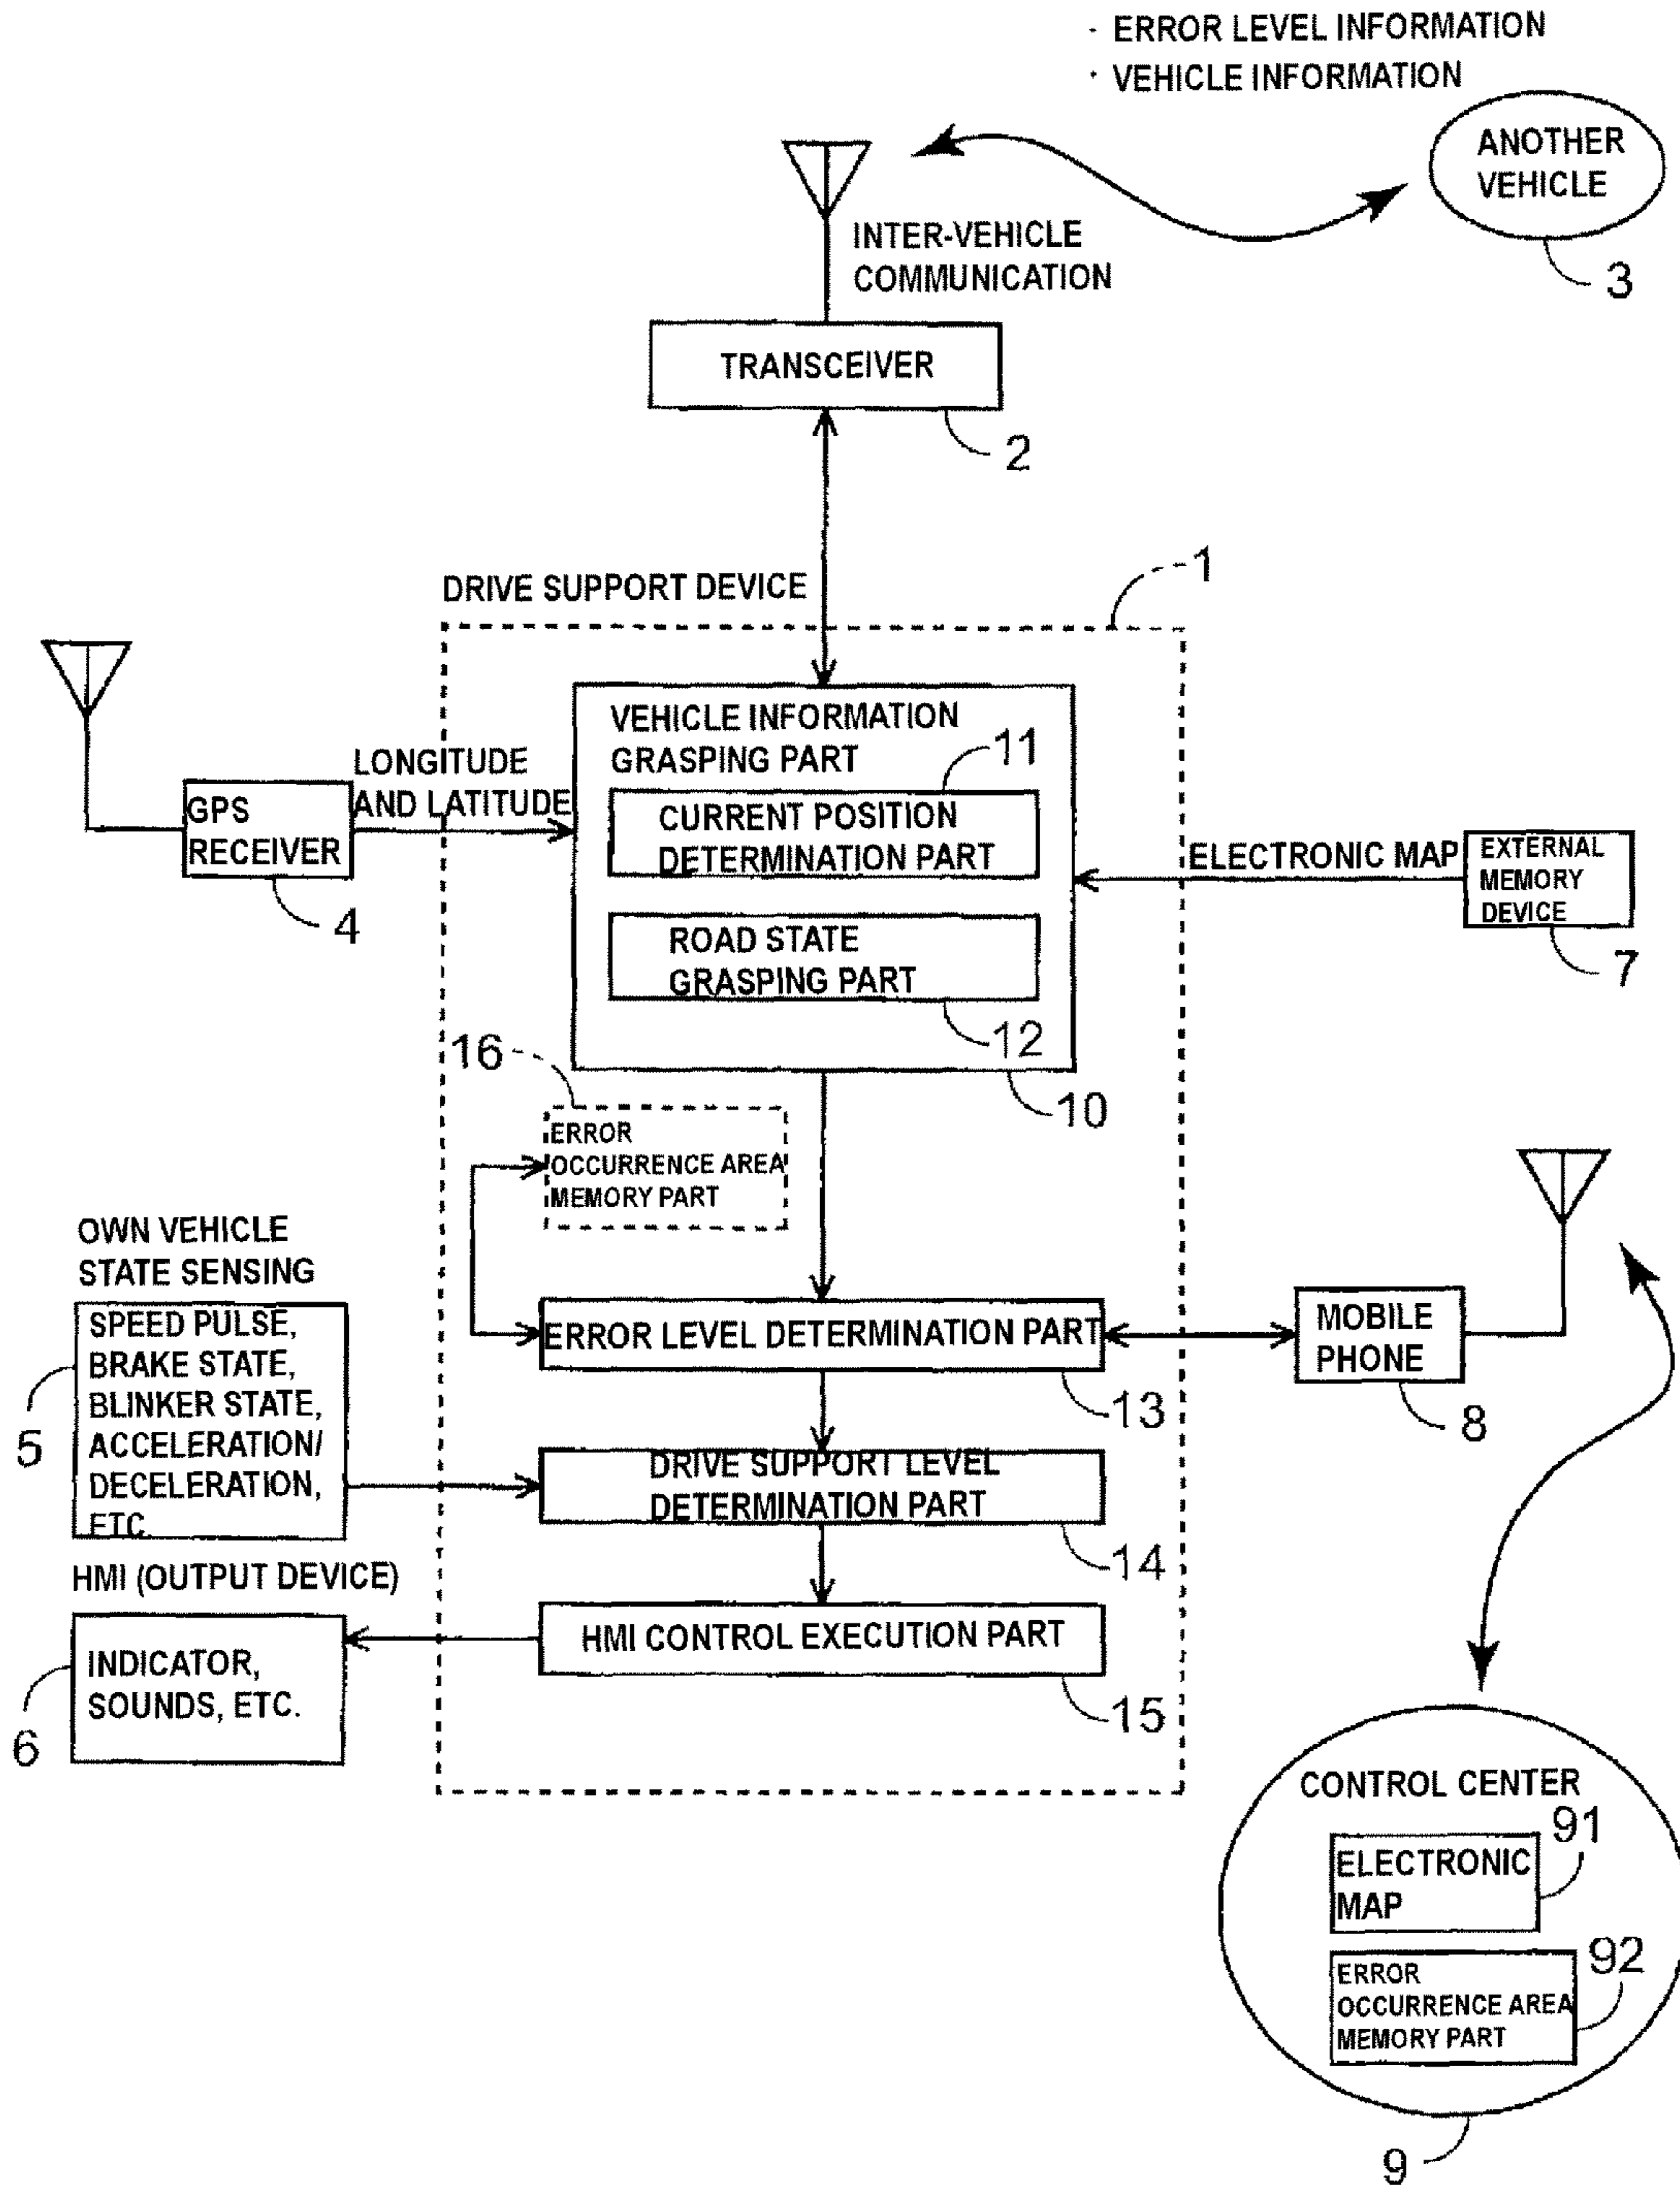 · ERROR LEVEL INFORMATION
· VEHICLE INFORMATION
ANOTHER
VEHICLE
3
INTER-VEHICLE
COMMUNICATION
TRANSCEIVER
2
DRIVE SUPPORT DEVICE
1
VEHICLE INFORMATION
GRASPING PART
11
CURRENT POSITION
DETERMINATION PART
ROAD STATE
GRASPING PART
12
10
LONGITUDE
AND LATITUDE
GPS
RECEIVER
4
ELECTRONIC MAP
EXTERNAL
MEMORY
DEVICE
7
16
ERROR
OCCURRENCE AREA
MEMORY PART
OWN VEHICLE
STATE SENSING
SPEED PULSE,
BRAKE STATE,
BLINKER STATE,
ACCELERATION/
DECELERATION,
ETC.
5
ERROR LEVEL DETERMINATION PART
13
MOBILE
PHONE
8
DRIVE SUPPORT LEVEL
DETERMINATION PART
14
HMI (OUTPUT DEVICE)
INDICATOR,
SOUNDS, ETC.
6
HMI CONTROL EXECUTION PART
15
CONTROL CENTER
91
ELECTRONIC
MAP
92
ERROR
OCCURRENCE AREA
MEMORY PART
9